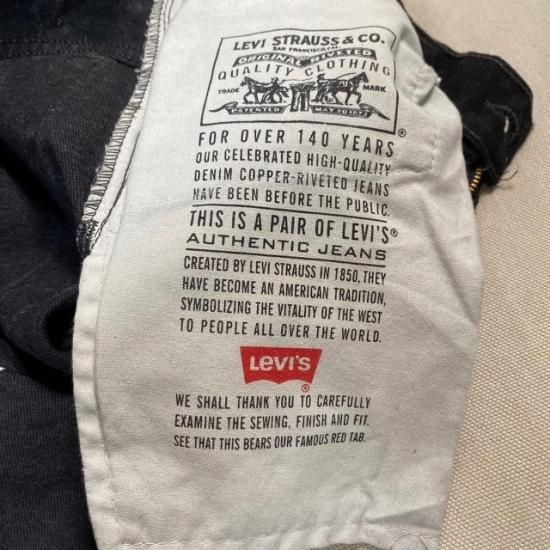 LEVI STRAUSS & CO.
SAN FRANCISCO, CAL.
ORIGINAL RIVETED
QUALITY CLOTHING
TRADE MARK
PATENTED MAY 20 1873
®
FOR OVER 140 YEARS
OUR CELEBRATED HIGH-QUALITY
DENIM COPPER-RIVETED JEANS
HAVE BEEN BEFORE THE PUBLIC.
THIS IS A PAIR OF LEVI'S®
AUTHENTIC JEANS
CREATED BY LEVI STRAUSS IN 1850, THEY
HAVE BECOME AN AMERICAN TRADITION,
SYMBOLIZING THE VITALITY OF THE WEST
TO PEOPLE ALL OVER THE WORLD.
LEVI'S
®
WE SHALL THANK YOU TO CAREFULLY
EXAMINE THE SEWING, FINISH AND FIT.
SEE THAT THIS BEARS OUR FAMOUS RED TAB.